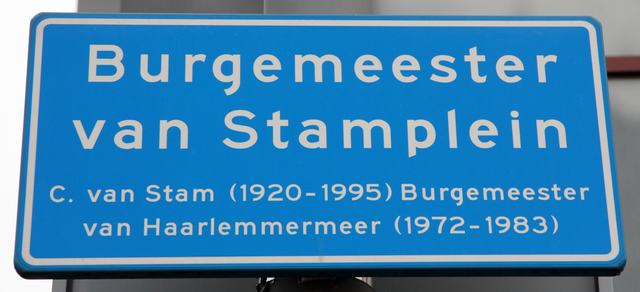 Burgemeester
van Stamplein
C. van Stam (1920-1995) Burgemeester
van Haarlemmermeer (1972-1983)